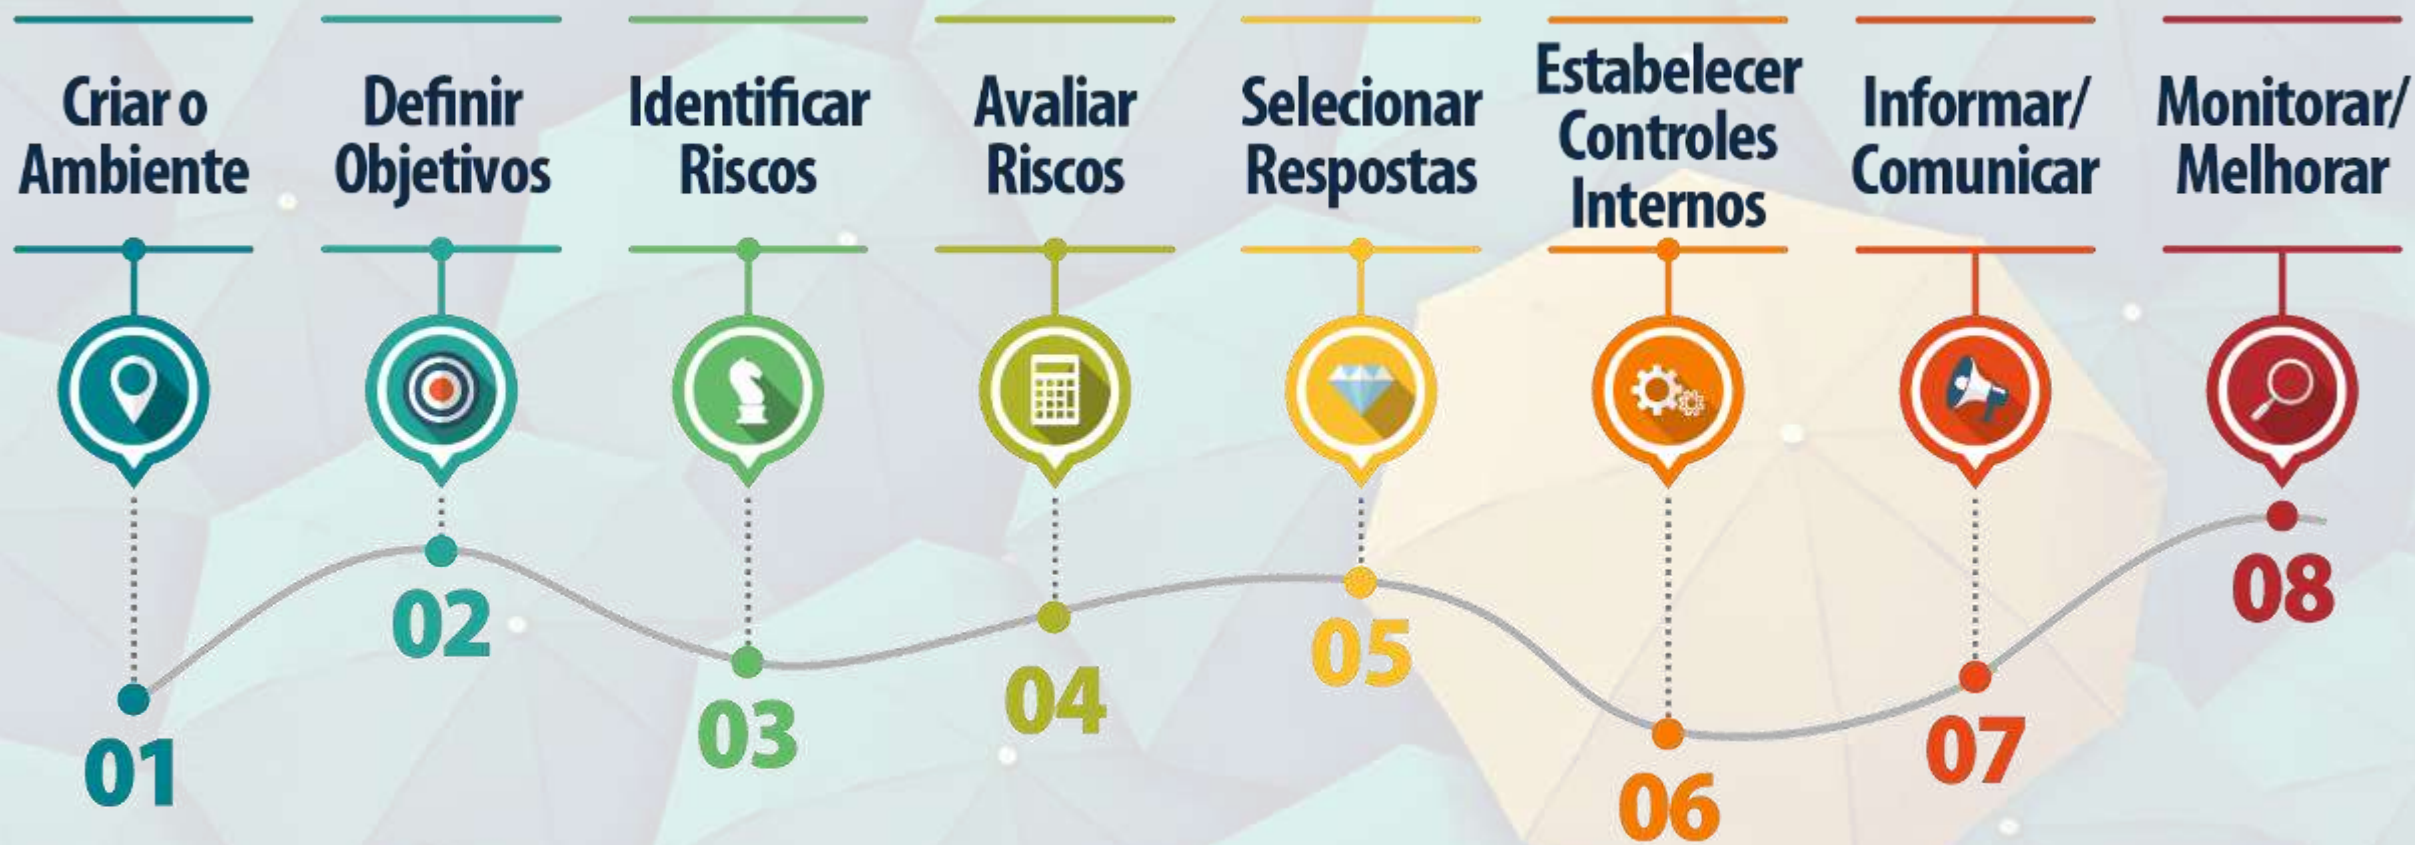 Criar o
Ambiente
Definir
Objetivos
Identificar
Riscos
Avaliar
Riscos
Selecionar
Respostas
Estabelecer
Controles
Internos
Informar/
Comunicar
Monitorar/
Melhorar
01
02
03
04
05
06
07
08